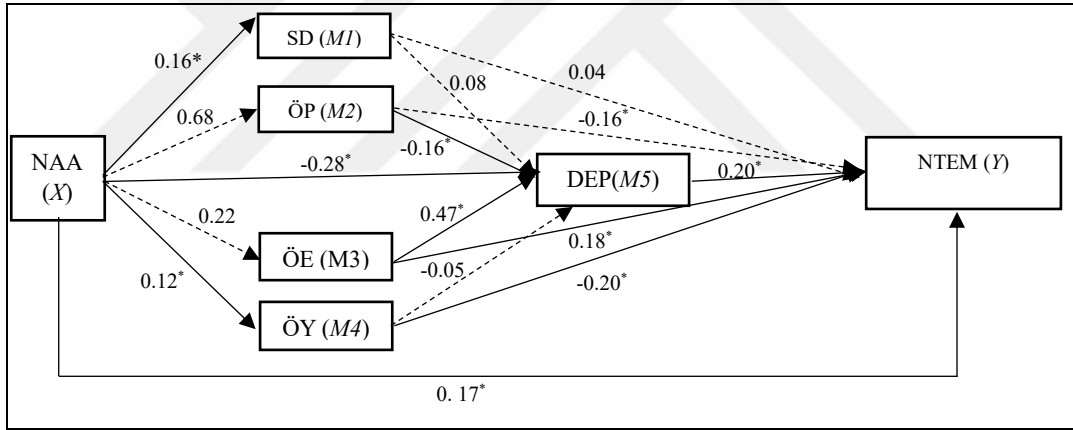 SD (M1)
0.16*
0.04
0.08
ÖP (M2)
0.68
-0.16*
-0.16*
NAA
(X)
-0.28*
DEP(M5)
0.20*
NTEM (Y)
0.22
0.47*
ÖE (M3)
0.18*
-0.05
0.12*
-0.20*
ÖY (M4)
0. 17*